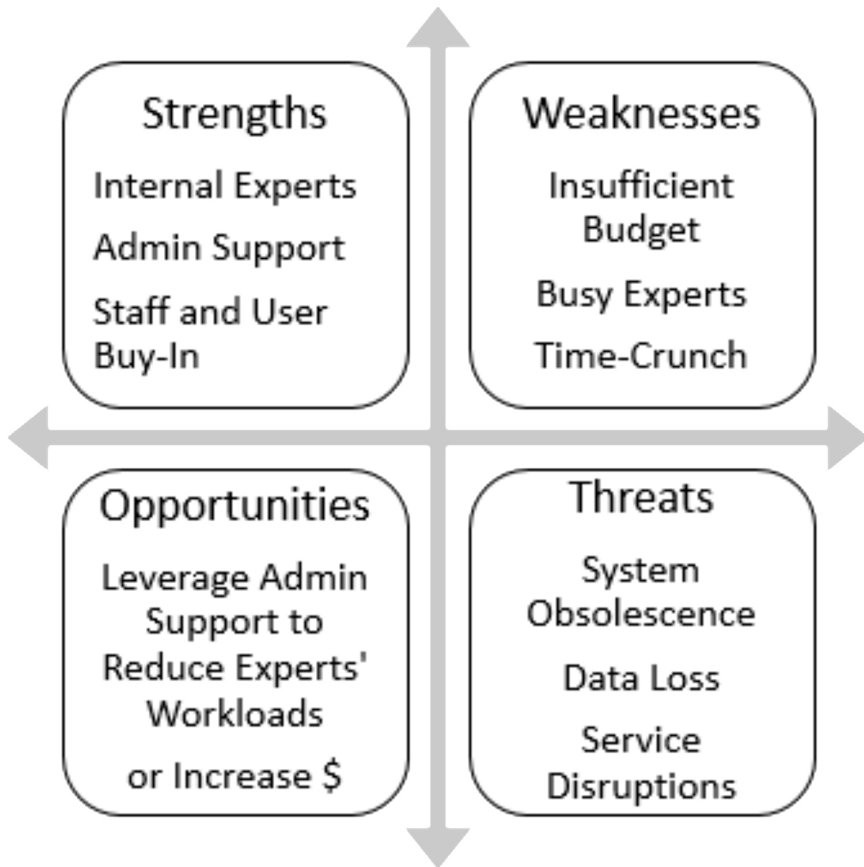 Strengths
Internal Experts
Admin Support
Staff and User
Buy-In
Weaknesses
Insufficient
Budget
Busy Experts
Time-Crunch
Opportunities
Leverage Admin
Support to
Reduce Experts'
Workloads
or Increase $
Threats
System
Obsolescence
Data Loss
Service
Disruptions